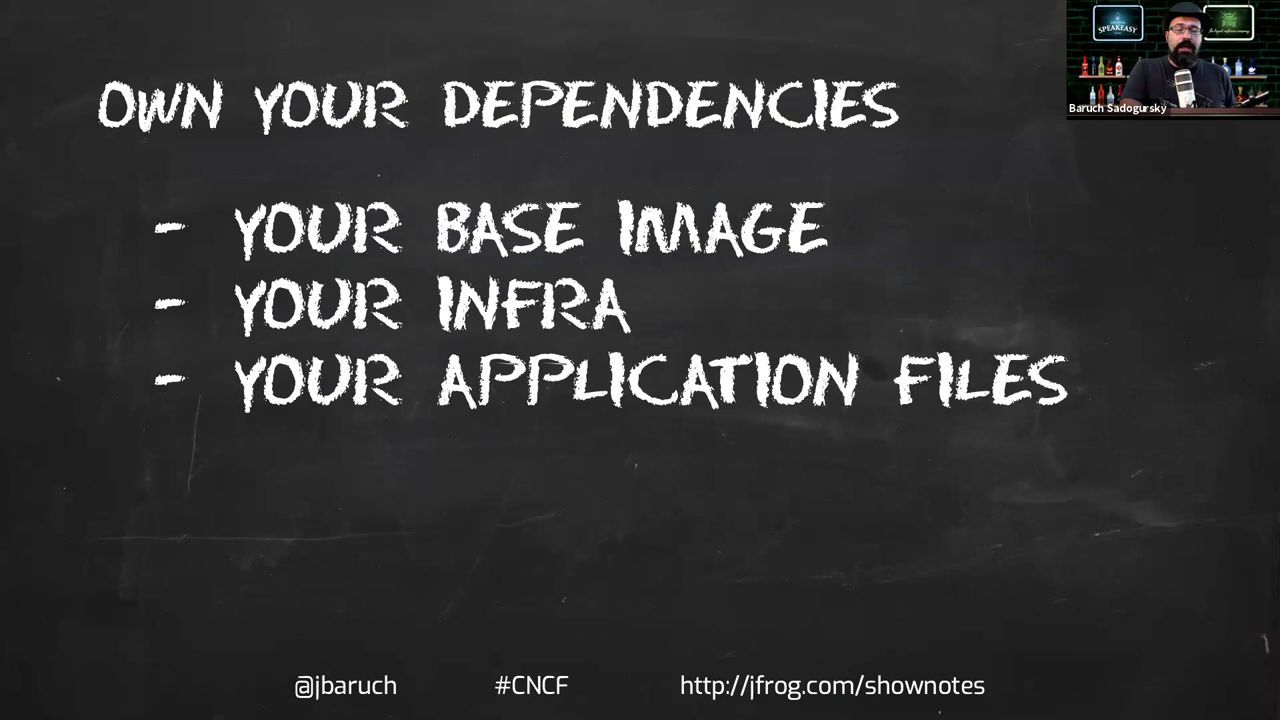 OWN YOUR DEPENDENCIES
- YOUR BASE IMAGE
- YOUR INFRA
- YOUR APPLICATION FILES
SPEAKEASY
Baruch Sadogursky
@jbaruch #CNCF http://jfrog.com/shownotes